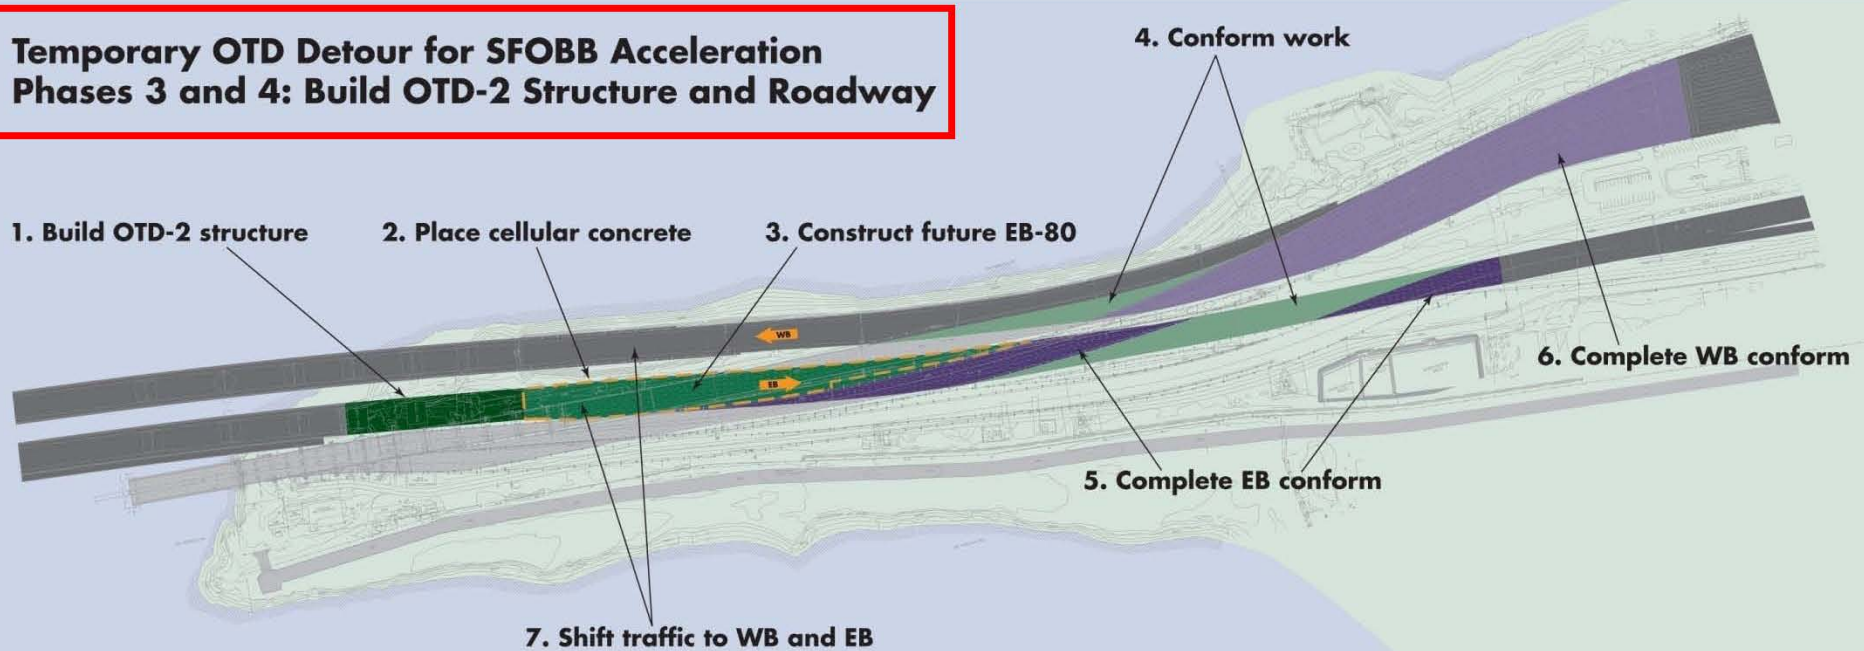 Temporary OTD Detour for SFOBB Acceleration
Phases 3 and 4: Build OTD-2 Structure and Roadway
4. Conform work
1. Build OTD-2 structure
2. Place cellular concrete
3. Construct future EB-80
WB
EB
6. Complete WB conform
5. Complete EB conform
7. Shift traffic to WB and EB